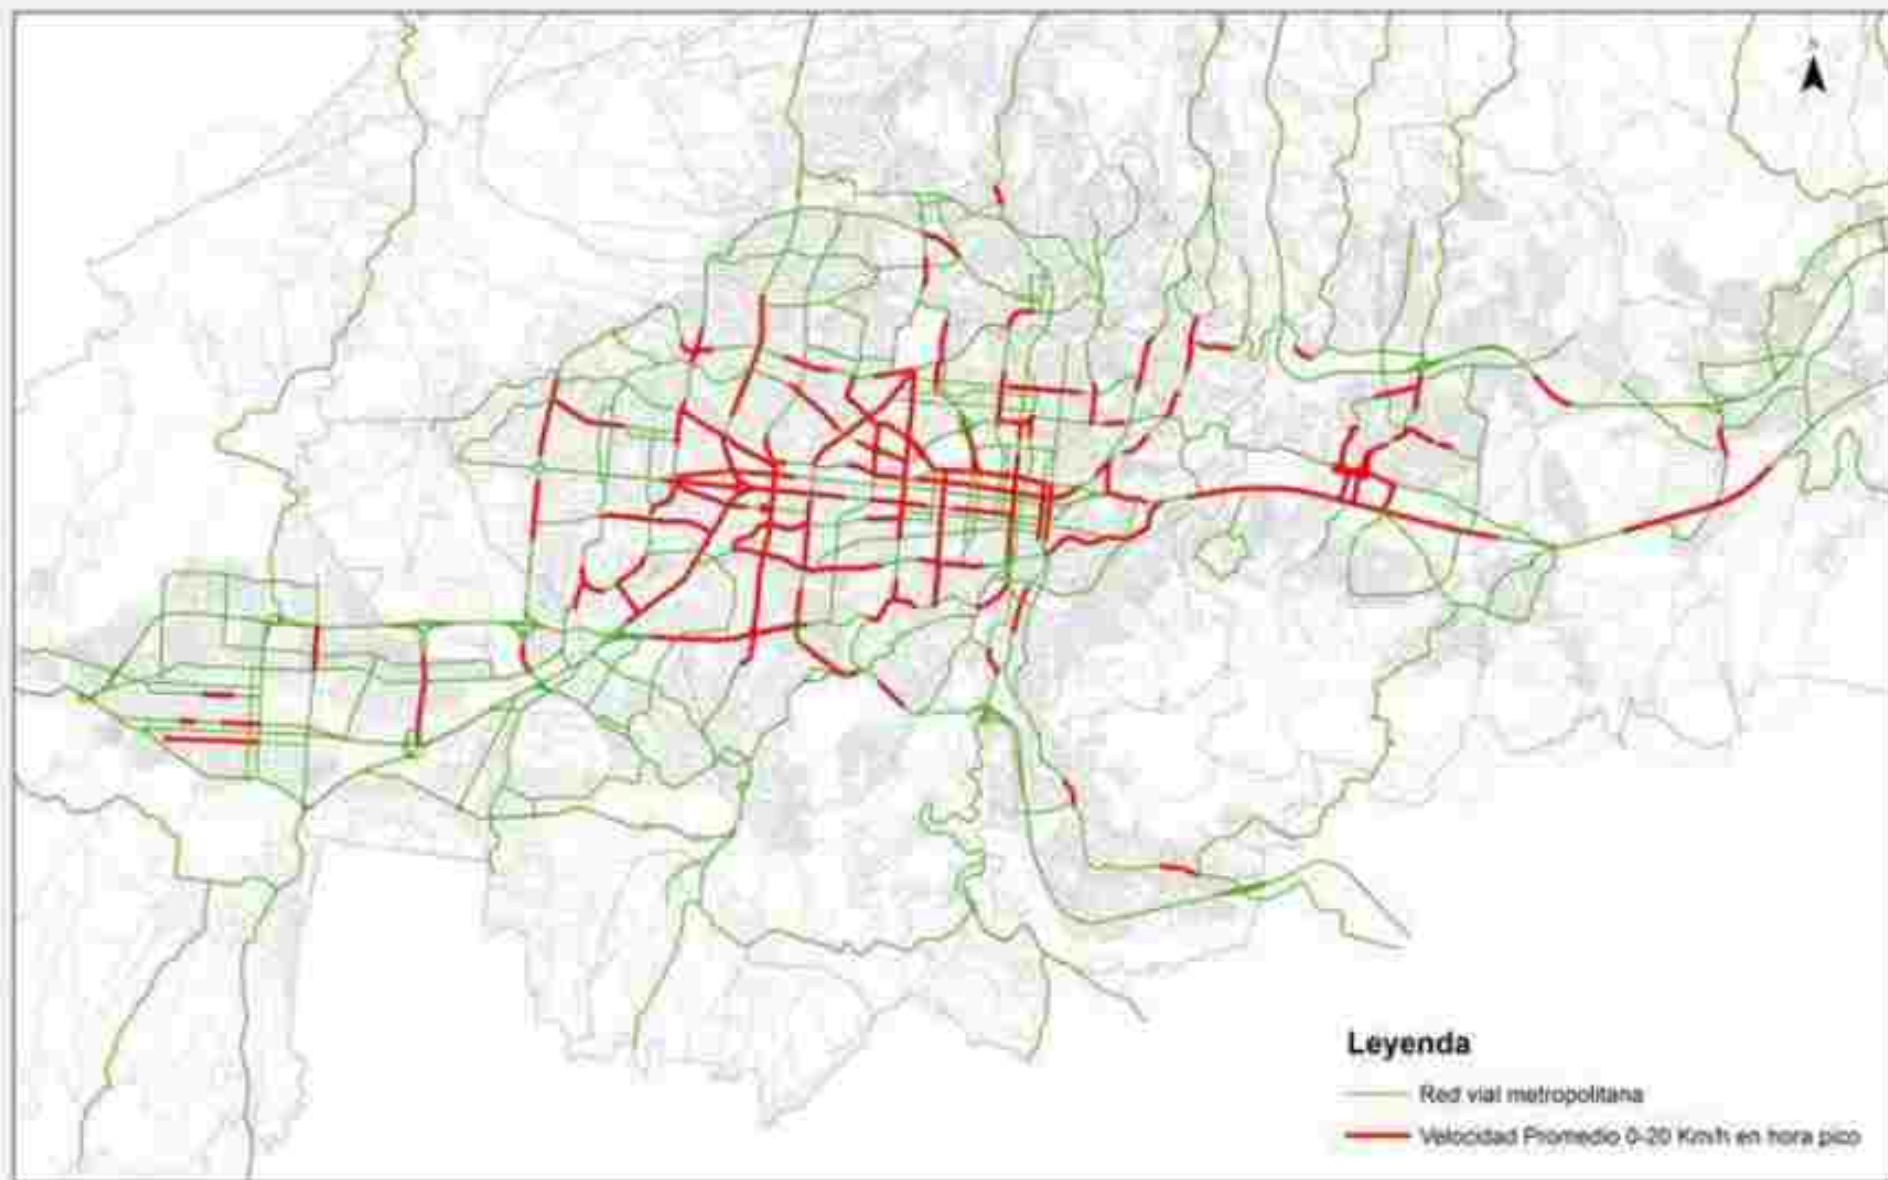 Leyenda
Red vial metropolitana
Velocidad Promedio 0-20 Km/h en hora pico